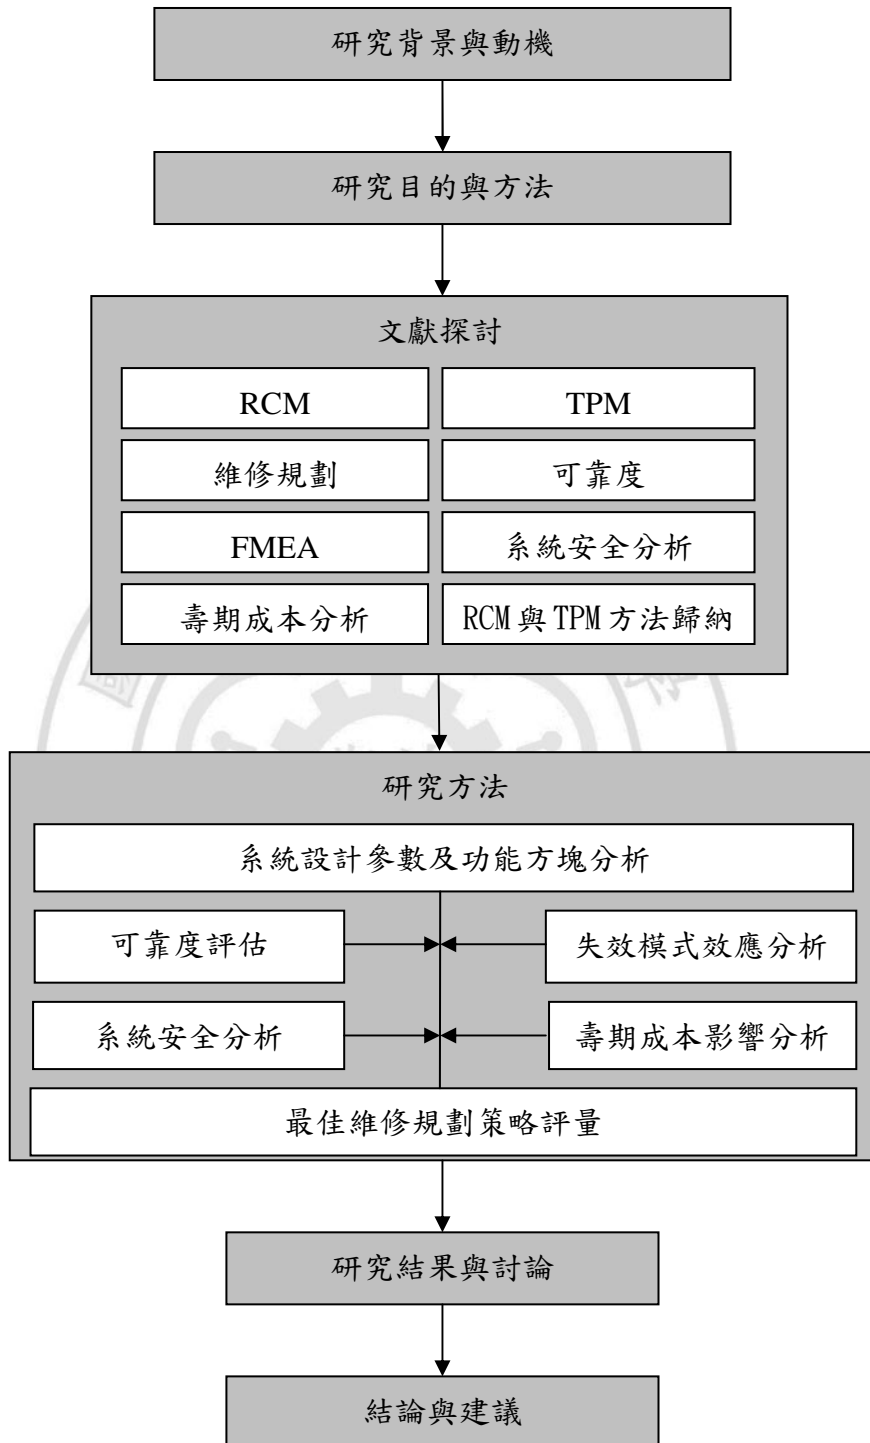 研究背景與動機
研究目的與方法
文獻探討
RCM
TPM
維修規劃
可靠度
FMEA
系統安全分析
壽期成本分析
RCM與TPM方法歸納
研究方法
系統設計參數及功能方塊分析
可靠度評估
失效模式效應分析
系統安全分析
壽期成本影響分析
最佳維修規劃策略評量
研究結果與討論
結論與建議